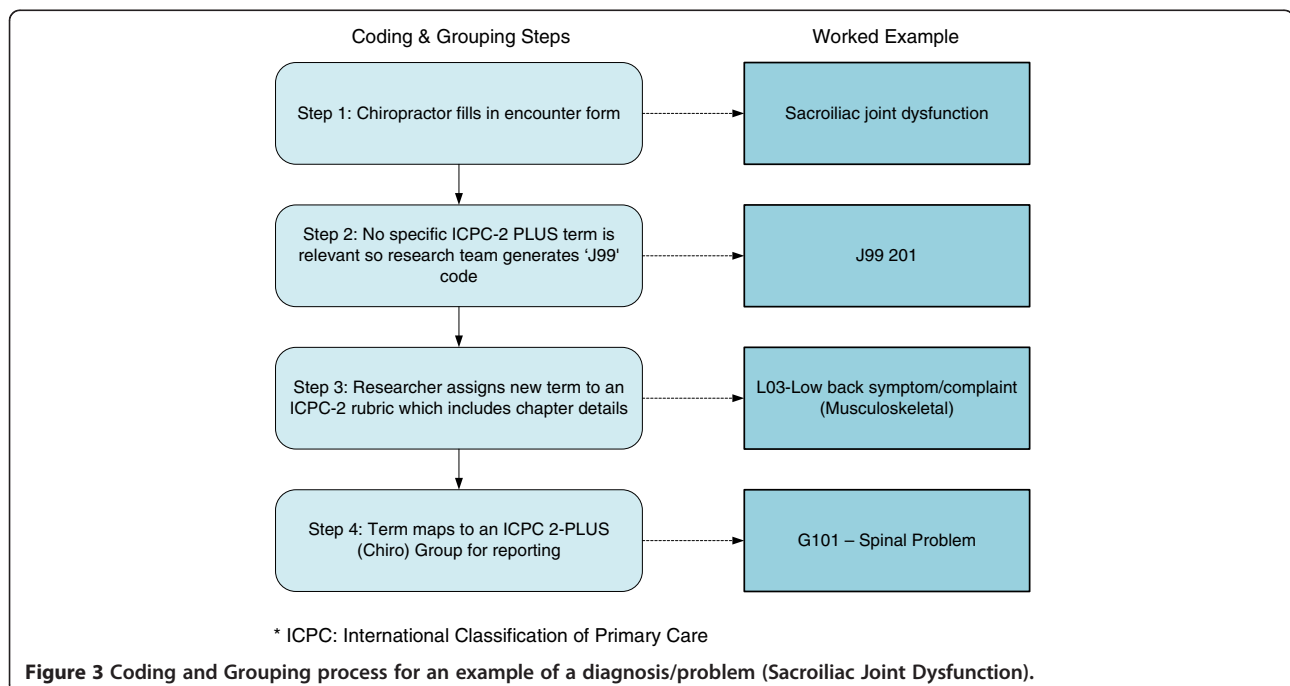 Coding & Grouping Steps
Worked Example
Step 1: Chiropractor fills in encounter form
Sacroiliac joint dysfunction
Step 2: No specific ICPC-2 PLUS term is
relevant so research team generates ‘J99'
code
J99 201
Step 3: Researcher assigns new term to an
ICPC-2 rubric which includes chapter details
L03-Low back symptom/complaint
(Musculoskeletal)
Step 4: Term maps to an ICPC 2-PLUS
(Chiro) Group for reporting
G101 – Spinal Problem
* ICPC: International Classification of Primary Care
Figure 3 Coding and Grouping process for an example of a diagnosis/problem (Sacroiliac Joint Dysfunction).